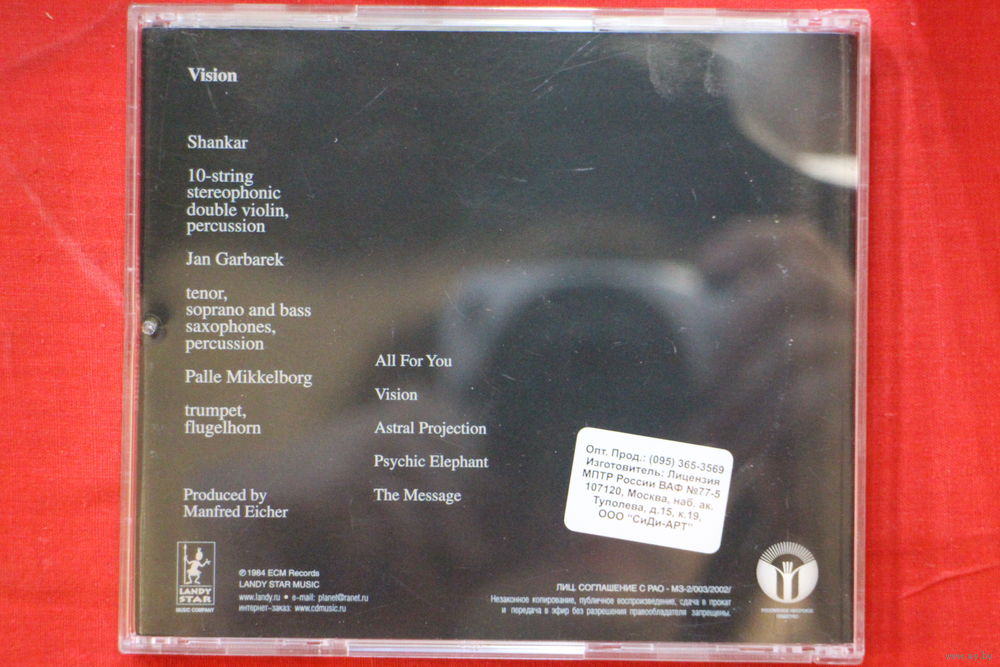 Vision
Shankar
10-string
stereophonic
double violin,
percussion
Jan Garbarek
tenor,
soprano and bass
saxophones,
percussion
Palle Mikkelborg
trumpet,
flugelhorn
Produced by
Manfred Eicher
All For You
Vision
Astral Projection
Psychic Elephant
The Message
Опт. Прод.: (095) 365-3569
Изготовитель: Лицензия
МПТР России ВАФ №77-5
107120, Москва, наб. ак.
Туполева, д.15, к.19,
ООО "СиДи-АРТ"
LANDY
STAR
MUSIC COMPANY
℗1984 ECM Records
LANDY STAR MUSIC
www.landy.ru • e-mail: planet@ranet.ru
интернет-заказ: www.cdmusic.ru
ЛИЦ. СОГЛАШЕНИЕ С РАО - МЗ-2/003/2002/
Незаконное копирование, публичное воспроизведение, сдача в прокат
и передача в эфир без разрешения правообладателя запрещены.
РОССИЙСКОЕ АВТОРСКОЕ
ОБЩЕСТВО